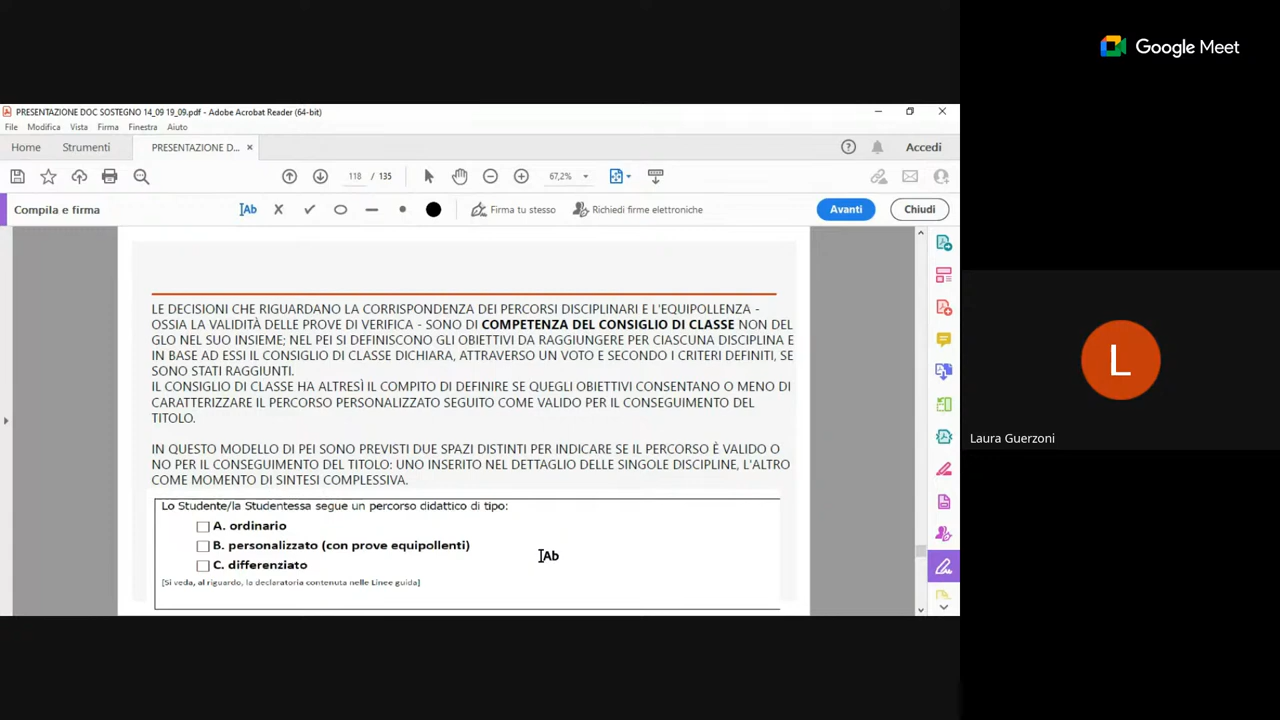 Google Meet
PRESENTAZIONE DOC SOSTEGNO 14_09 19_09.pdf - Adobe Acrobat Reader (64-bit)
File Modifica Vista Firma Finestra Aiuto
Home Strumenti PRESENTAZIONE D... × Accedi
118 / 135 67,2%
Compila e firma Ab Firma tu stesso Richiedi firme elettroniche Avanti Chiudi
LE DECISIONI CHE RIGUARDANO LA CORRISPONDENZA DEI PERCORSI DISCIPLINARI E L'EQUIPOLLENZA -
OSSIA LA VALIDITÀ DELLE PROVE DI VERIFICA - SONO DI COMPETENZA DEL CONSIGLIO DI CLASSE NON DEL
GLO NEL SUO INSIEME; NEL PEI SI DEFINISCONO GLI OBIETTIVI DA RAGGIUNGERE PER CIASCUNA DISCIPLINA E
IN BASE AD ESSI IL CONSIGLIO DI CLASSE DICHIARA, ATTRAVERSO UN VOTO E SECONDO I CRITERI DEFINITI, SE
SONO STATI RAGGIUNTI.
IL CONSIGLIO DI CLASSE HA ALTRESÌ IL COMPITO DI DEFINIRE SE QUEGLI OBIETTIVI CONSENTANO O MENO DI
CARATTERIZZARE IL PERCORSO PERSONALIZZATO SEGUITO COME VALIDO PER IL CONSEGUIMENTO DEL
TITOLO.
IN QUESTO MODELLO DI PEI SONO PREVISTI DUE SPAZI DISTINTI PER INDICARE SE IL PERCORSO È VALIDO O
NO PER IL CONSEGUIMENTO DEL TITOLO: UNO INSERITO NEL DETTAGLIO DELLE SINGOLE DISCIPLINE, L'ALTRO
COME MOMENTO DI SINTESI COMPLESSIVA.
Lo Studente/la Studentessa segue un percorso didattico di tipo:
A. ordinario
B. personalizzato (con prove equipollenti)
Ab
C. differenziato
[Si veda, al riguardo, la declaratoria contenuta nelle Linee guida]
L
Laura Guerzoni